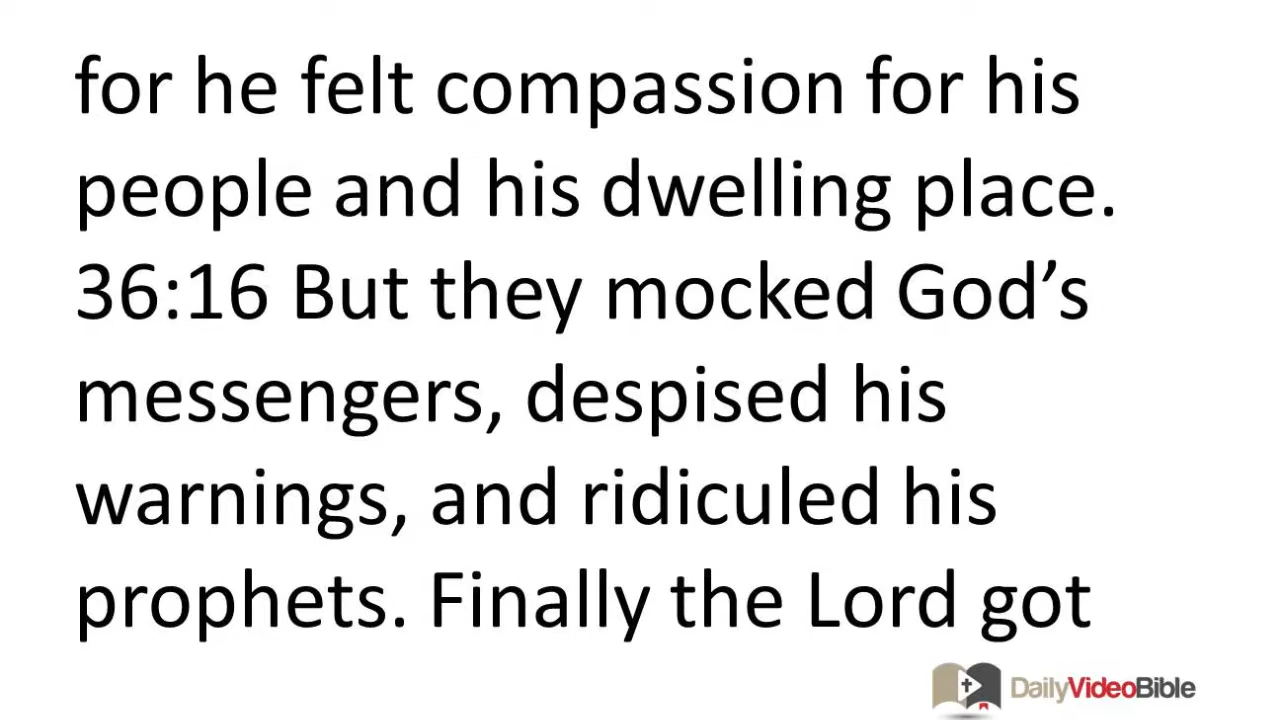 for he felt compassion for his
people and his dwelling place.
36:16 But they mocked God’s
messengers, despised his
warnings, and ridiculed his
prophets. Finally the Lord got
DailyVideoBible